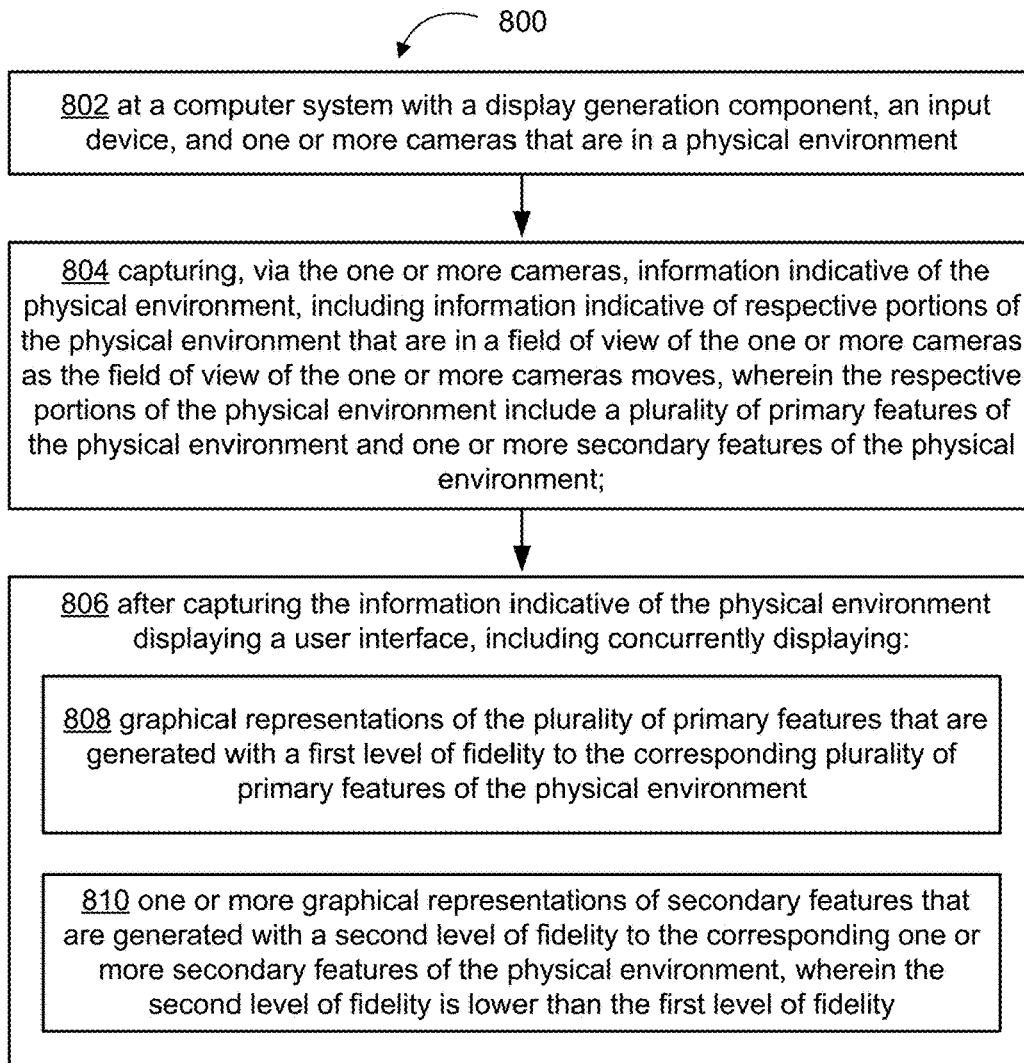 800
802 at a computer system with a display generation component, an input
device, and one or more cameras that are in a physical environment
804 capturing, via the one or more cameras, information indicative of the
physical environment, including information indicative of respective portions of
the physical environment that are in a field of view of the one or more cameras
as the field of view of the one or more cameras moves, wherein the respective
portions of the physical environment include a plurality of primary features of
the physical environment and one or more secondary features of the physical
environment;
806 after capturing the information indicative of the physical environment
displaying a user interface, including concurrently displaying:
808 graphical representations of the plurality of primary features that are
generated with a first level of fidelity to the corresponding plurality of
primary features of the physical environment
810 one or more graphical representations of secondary features that
are generated with a second level of fidelity to the corresponding one or
more secondary features of the physical environment, wherein the
second level of fidelity is lower than the first level of fidelity